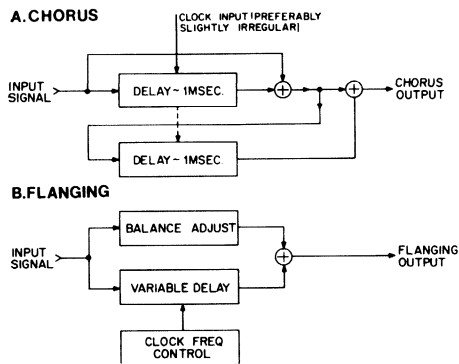 A. CHORUS
CLOCK INPUT (PREFERABLY
SLIGHTLY IRREGULAR)
INPUT
SIGNAL
DELAY ~ 1MSEC.
CHORUS
OUTPUT
DELAY ~ 1MSEC.
B. FLANGING
INPUT
SIGNAL
BALANCE ADJUST
VARIABLE DELAY
FLANGING
OUTPUT
CLOCK FREQ
CONTROL